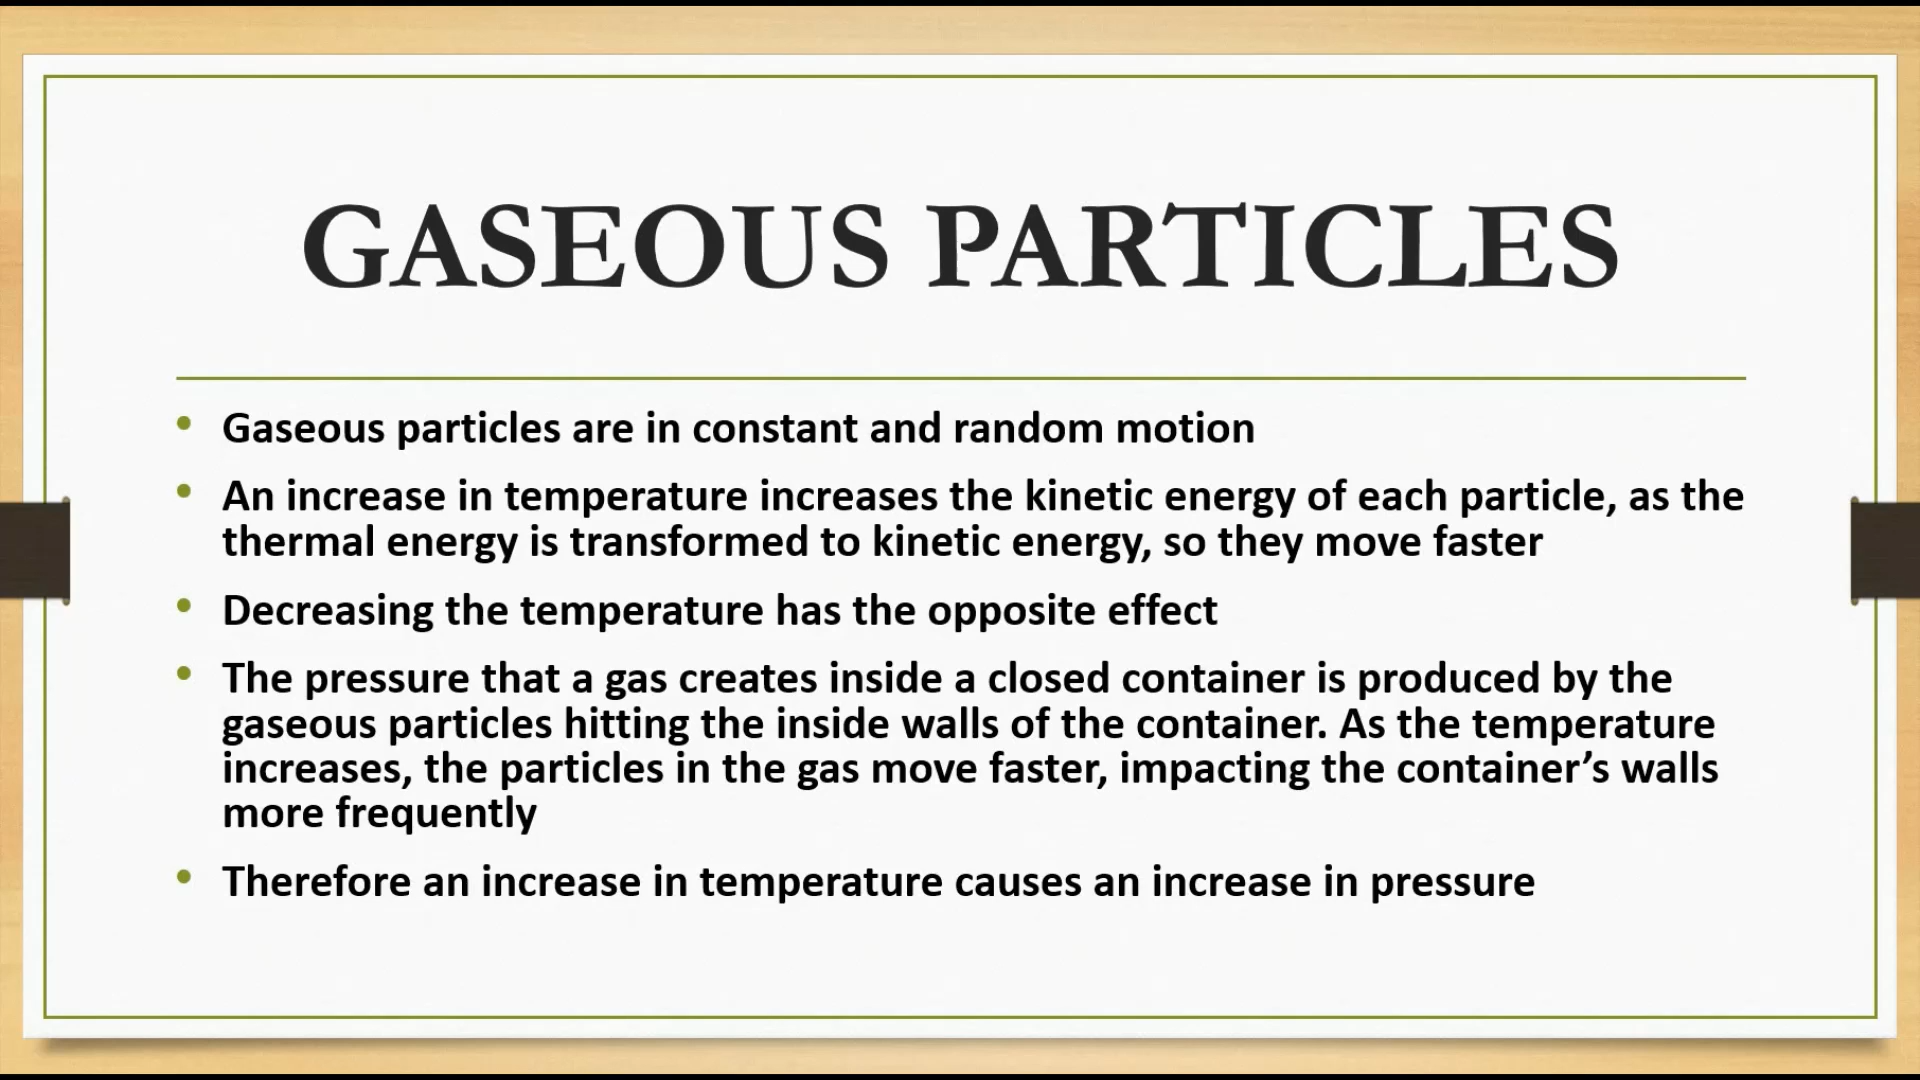 GASEOUS PARTICLES
• Gaseous particles are in constant and random motion
• An increase in temperature increases the kinetic energy of each particle, as the
thermal energy is transformed to kinetic energy, so they move faster
• Decreasing the temperature has the opposite effect
• The pressure that a gas creates inside a closed container is produced by the
gaseous particles hitting the inside walls of the container. As the temperature
increases, the particles in the gas move faster, impacting the container’s walls
more frequently
• Therefore an increase in temperature causes an increase in pressure